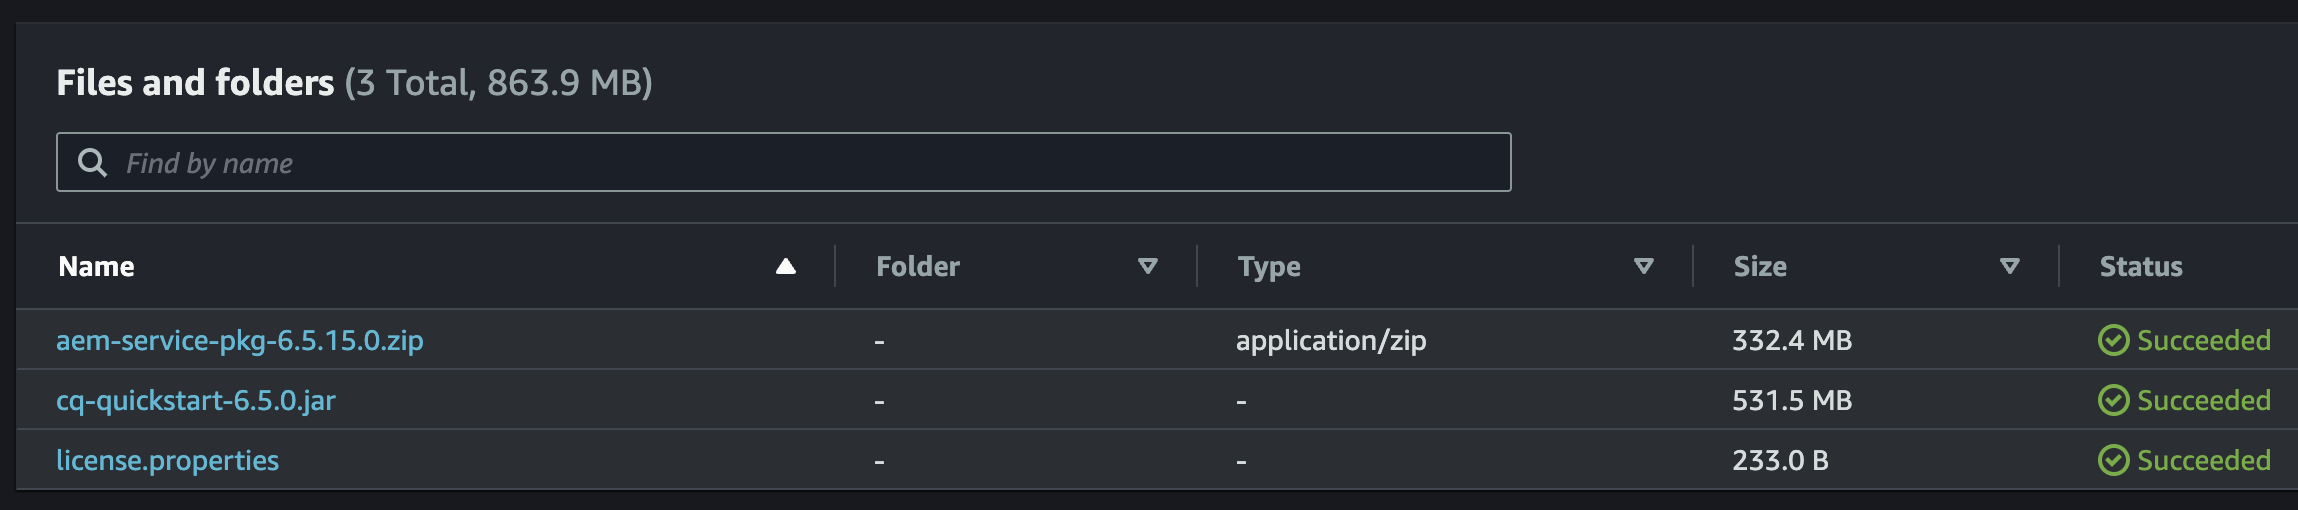 Files and folders (3 Total, 863.9 MB)
Find by name
Name Folder Type Size Status
aem-service-pkg-6.5.15.0.zip - application/zip 332.4 MB Succeeded
cq-quickstart-6.5.0.jar - - 531.5 MB Succeeded
license.properties - - 233.0 B Succeeded